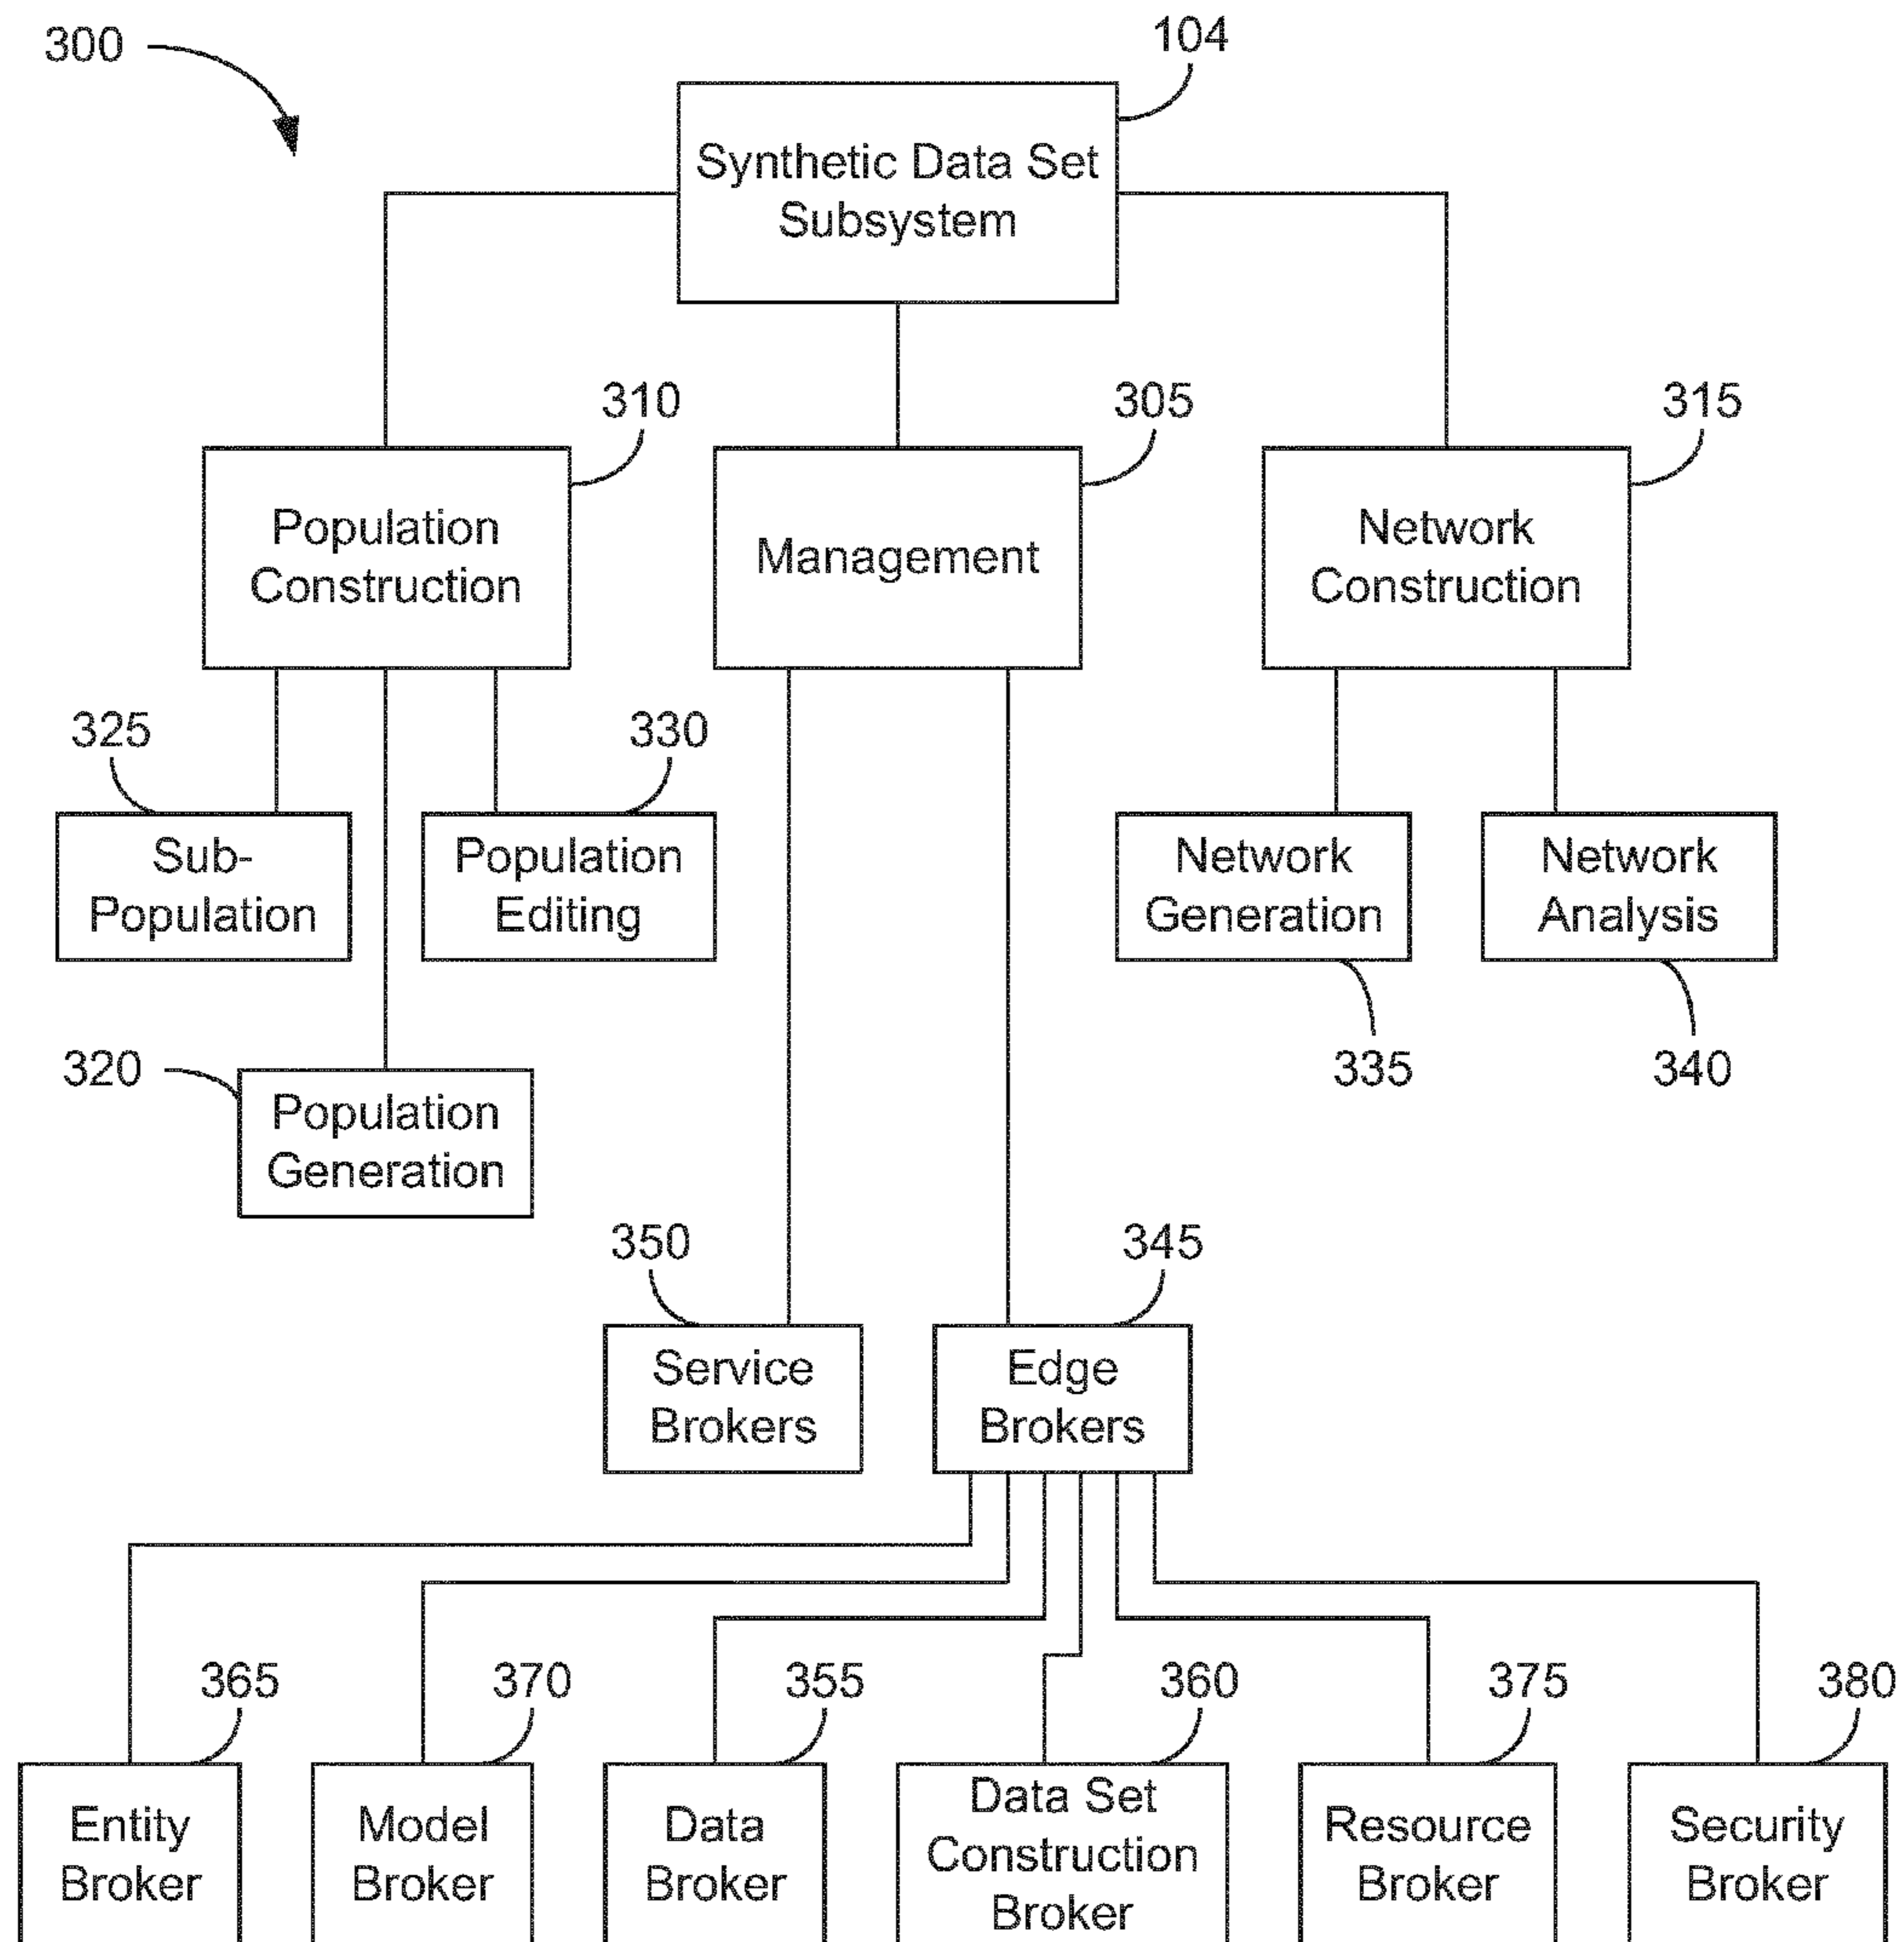 300
104
Synthetic Data Set
Subsystem
310
305
315
Population
Construction
Management
Network
Construction
325
330
Sub-
Population
Population
Editing
Network
Generation
Network
Analysis
320
335
340
Population
Generation
350
345
Service
Brokers
Edge
Brokers
365
370
355
360
375
380
Entity
Broker
Model
Broker
Data
Broker
Data Set
Construction
Broker
Resource
Broker
Security
Broker